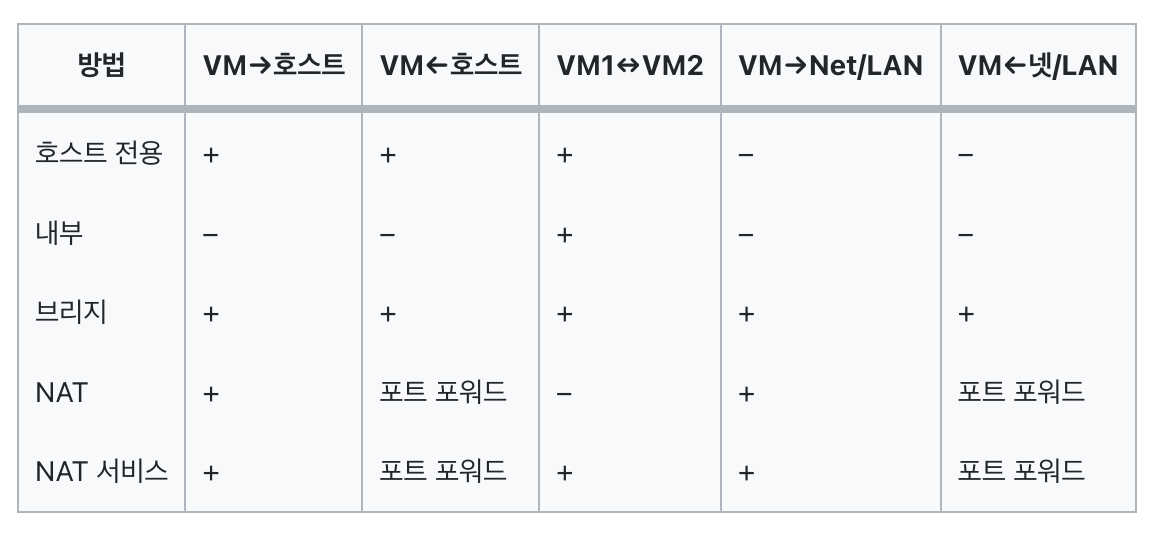 방법 VM→호스트 VM←호스트 VM1↔VM2 VM→Net/LAN VM←넷/LAN
호스트 전용 + + + – –
내부 – – + – –
브리지 + + + + +
NAT + 포트 포워드 – + 포트 포워드
NAT 서비스 + 포트 포워드 + + 포트 포워드